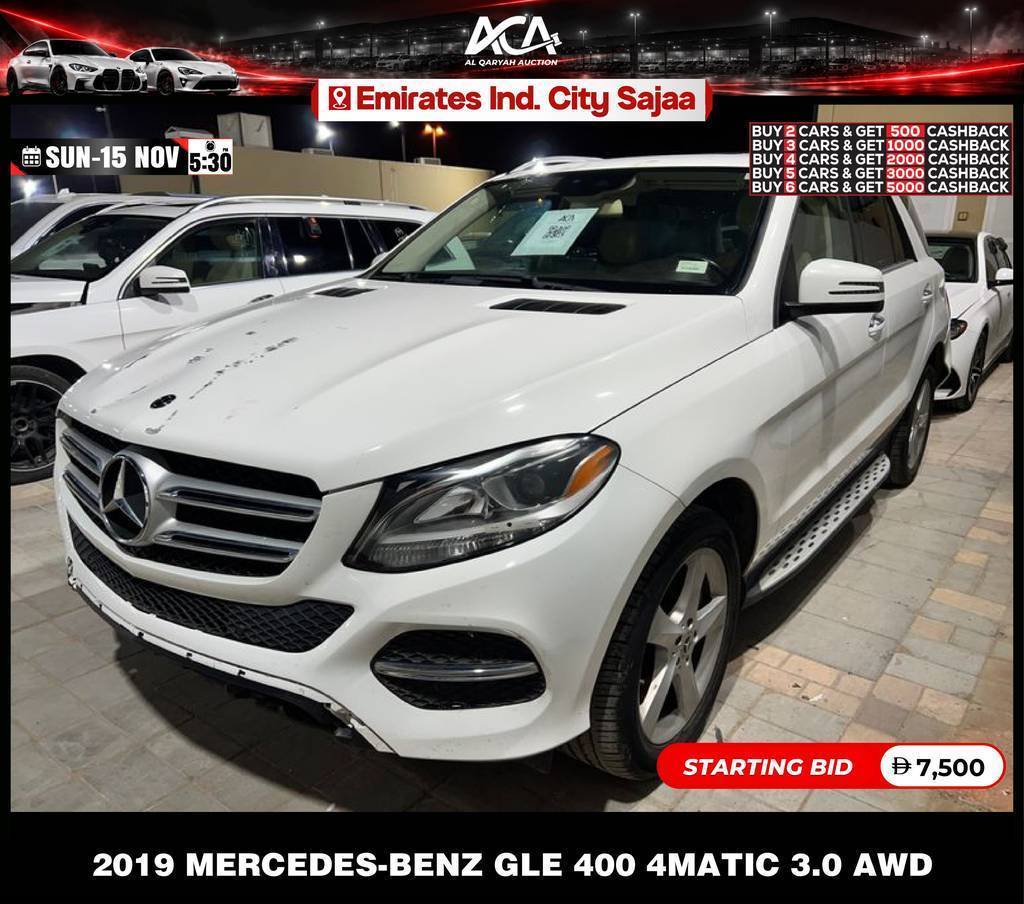 ACA
AL QARYAH AUCTION
Emirates Ind. City Sajaa
SUN-15 NOV 5:30 PM
BUY 2 CARS & GET 500 CASHBACK
BUY 3 CARS & GET 1000 CASHBACK
BUY 4 CARS & GET 2000 CASHBACK
BUY 5 CARS & GET 3000 CASHBACK
BUY 6 CARS & GET 5000 CASHBACK
ACA
STARTING BID 7,500
2019 MERCEDES-BENZ GLE 400 4MATIC 3.0 AWD